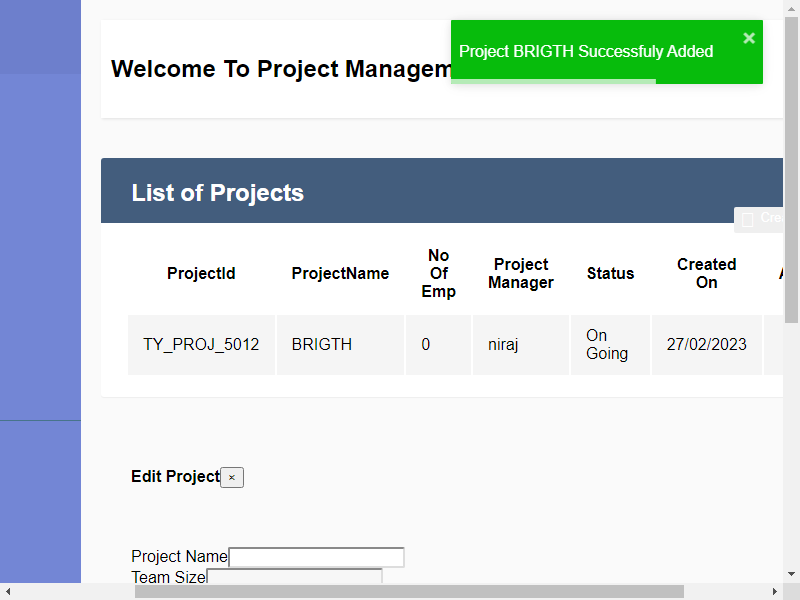 Welcome To Project Managem
Project BRIGTH Successfuly Added
×
List of Projects
Cre
ProjectId ProjectName No Of Emp Project Manager Status Created On A
TY_PROJ_5012 BRIGTH 0 niraj On Going 27/02/2023
Edit Project ×
Project Name
Team Size